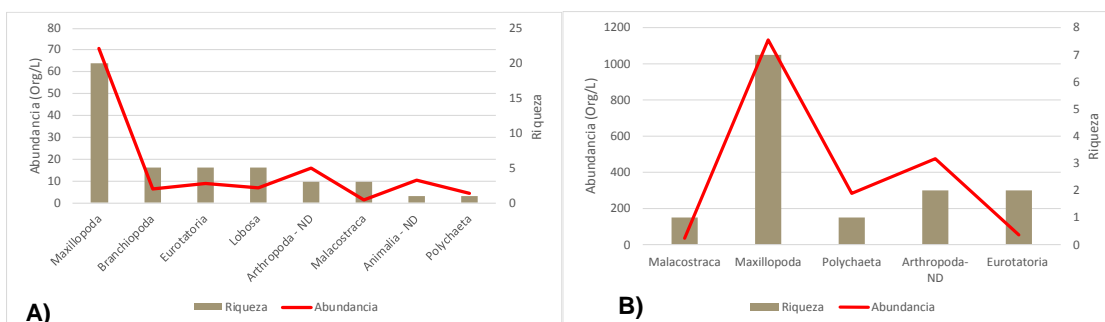 80
70
60
50
40
30
20
10
0
Abundancia (Org/L)
25
20
15
10
5
0
Riqueza
Maxillopoda
Branchiopoda
Eurotatoria
Lobosa
Arthropoda - ND
Malacostraca
Animalia - ND
Polychaeta
Riqueza Abundancia
A)
1200
1000
800
600
400
200
0
Abundancia (Org/L)
8
7
6
5
4
3
2
1
0
Riqueza
Malacostraca Maxillopoda Polychaeta Arthropoda- Eurotatoria
ND
Riqueza Abundancia
B)